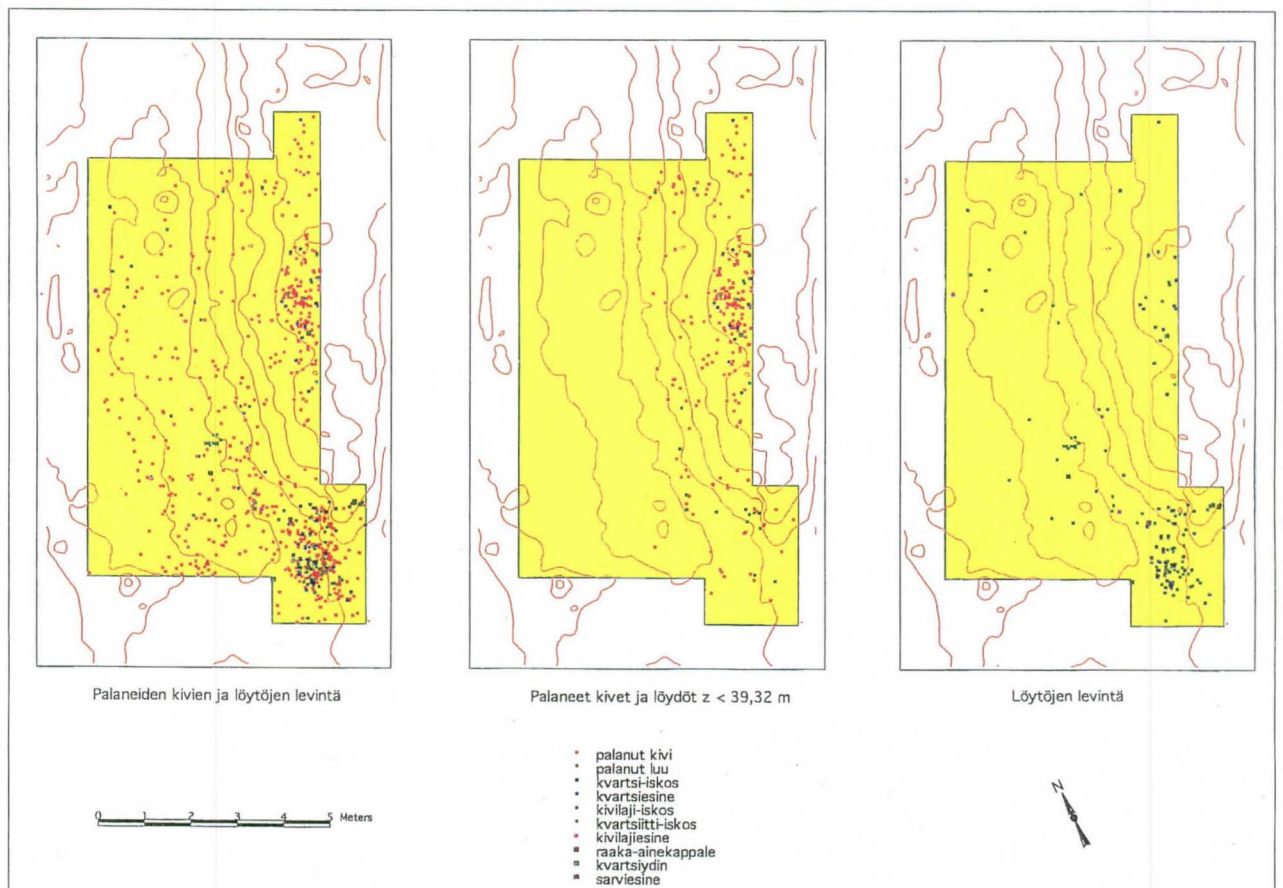 Palaneiden kivien ja löytöjen levintä
Palaneet kivet ja löydöt z < 39,32 m
Löytöjen levintä
palanut kivi
palanut luu
kvartsi-iskos
kvartsiesine
kivilaji-iskos
kvartsiitti-iskos
kivilajiesine
raaka-ainekappale
kvartsiydin
sarviesine
0 1 2 3 4 5 Meters
N